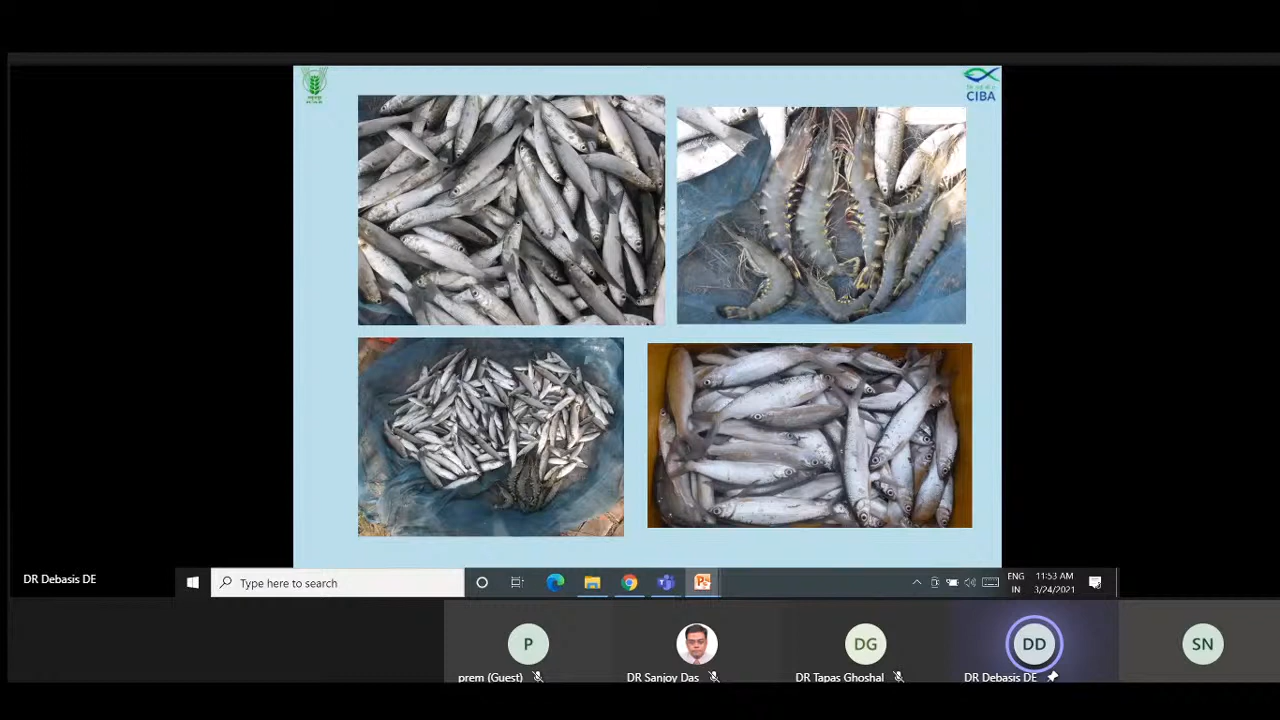 CIBA
DR Debasis DE
Type here to search
ENG
IN
11:53 AM
3/24/2021
P
DG
DD
SN
prem (Guest)
DR Sanjoy Das
DR Tapas Ghoshal
DR Debasis DE